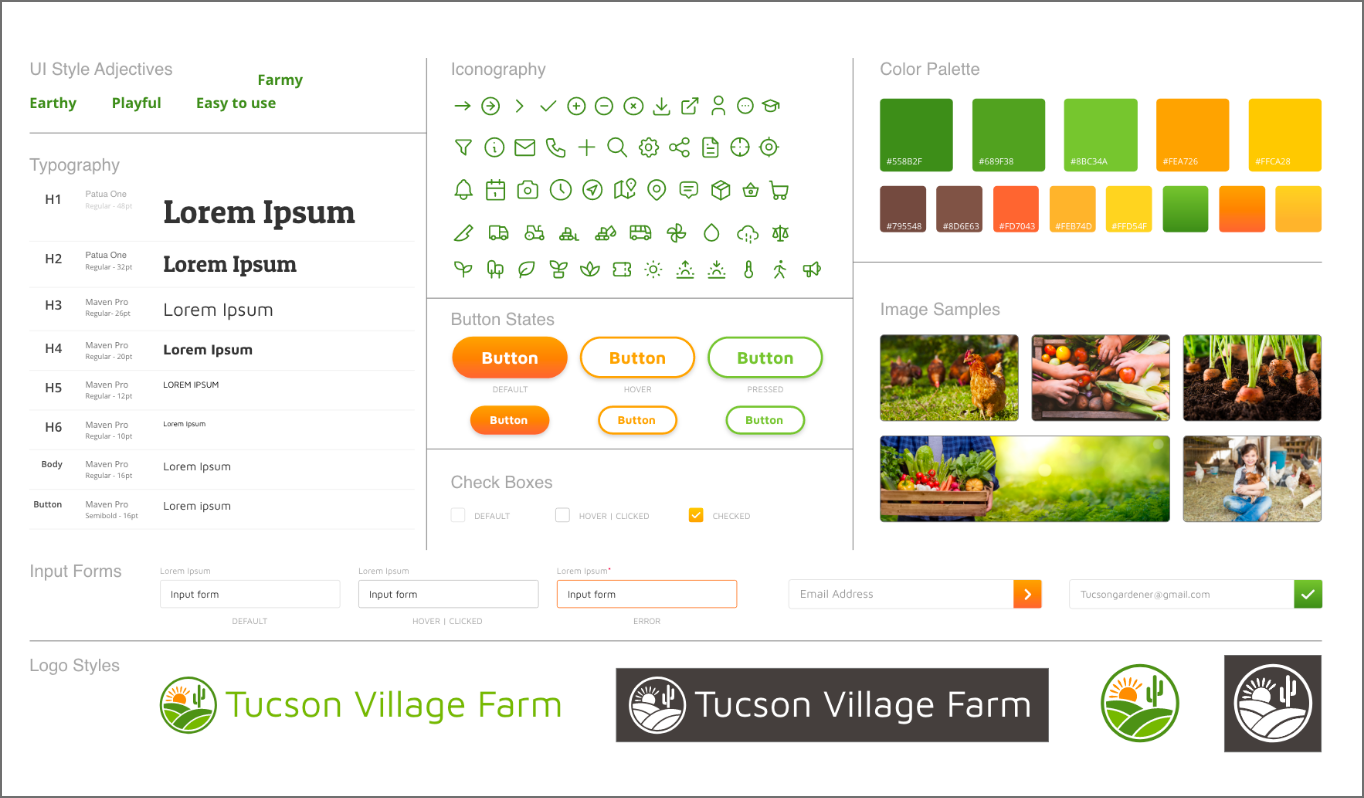 UI Style Adjectives
Farmy
Earthy Playful Easy to use
Typography
H1 Patua One
Regular - 48pt
Lorem Ipsum
H2 Patua One
Regular - 32pt
Lorem Ipsum
H3 Maven Pro
Regular- 26pt
Lorem Ipsum
H4 Maven Pro
Regular - 20pt
Lorem Ipsum
H5 Maven Pro
Regular - 12pt
LOREM IPSUM
H6 Maven Pro
Regular - 10pt
Lorem Ipsum
Body Maven Pro
Regular - 16pt
Lorem Ipsum
Button Maven Pro
Semibold - 16pt
Lorem ipsum
Iconography
1
Button States
Button Button Button
DEFAULT HOVER PRESSED
Button Button Button
Check Boxes
DEFAULT HOVER | CLICKED CHECKED
Color Palette
#558B2F #689F38 #8BC34A #FEA726 #FFCA28
#795548 #8D6E63 #FD7043 #FEB74D #FFD54F
Image Samples
Input Forms
Lorem Ipsum Lorem Ipsum Lorem Ipsum*
Input form Input form Input form Email Address Tucsongardener@gmail.com
DEFAULT HOVER | CLICKED ERROR
Logo Styles
Tucson Village Farm Tucson Village Farm